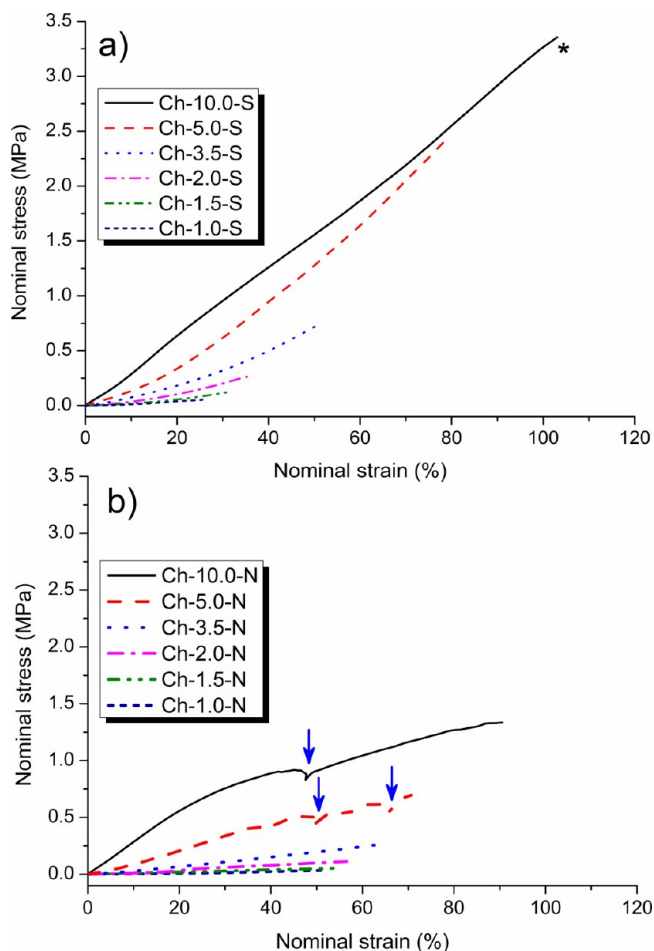 a)
Nominal stress (MPa)
3.5
3.0
2.5
2.0
1.5
1.0
0.5
0.0
Ch-10.0-S
Ch-5.0-S
Ch-3.5-S
Ch-2.0-S
Ch-1.5-S
Ch-1.0-S
*
0 20 40 60 80 100 120
Nominal strain (%)
b)
Nominal stress (MPa)
3.5
3.0
2.5
2.0
1.5
1.0
0.5
0.0
Ch-10.0-N
Ch-5.0-N
Ch-3.5-N
Ch-2.0-N
Ch-1.5-N
Ch-1.0-N
0 20 40 60 80 100 120
Nominal strain (%)